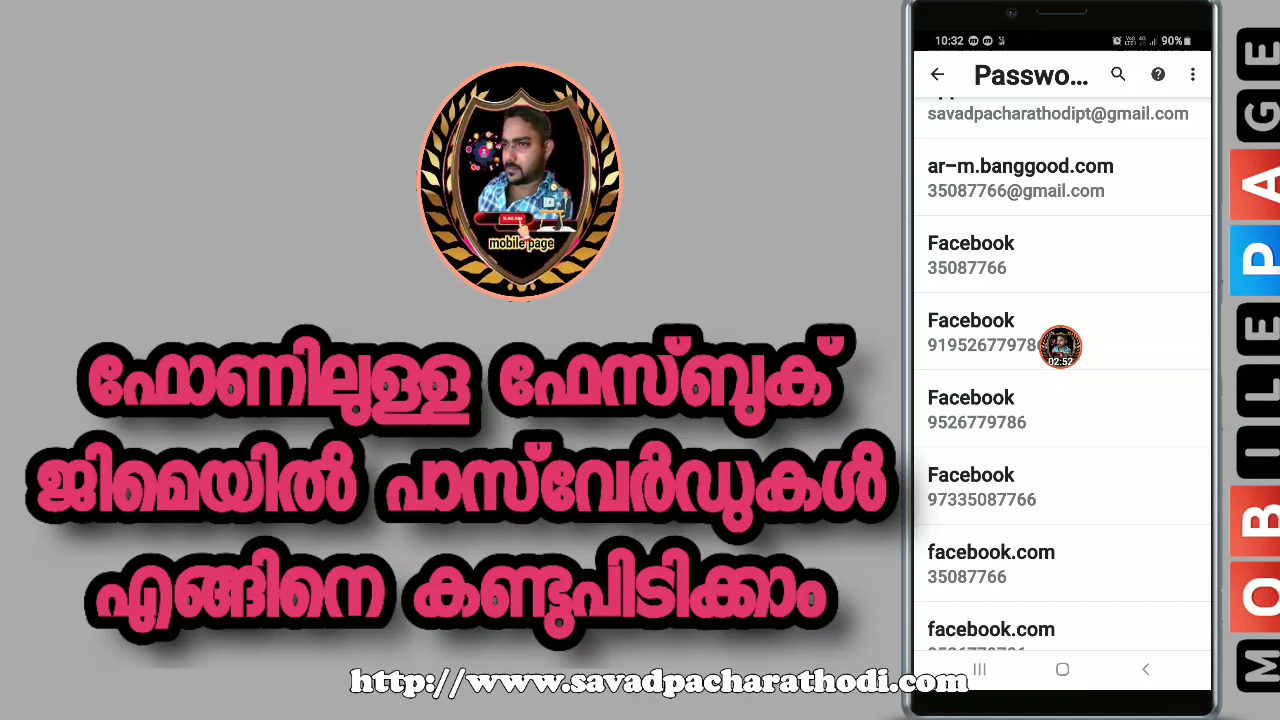 mobile page
ഫോണിലുള്ള ഫേസ്ബുക്
ജിമെയിൽ പാസ്‌വേർഡുകൾ
എങ്ങിനെ കണ്ടുപിടിക്കാം
http://www.savadpacharathodi.com
10:32
90%
Passwo...
savadpacharathodipt@gmail.com
ar-m.banggood.com
35087766@gmail.com
Facebook
35087766
Facebook
91952677978
02:52
Facebook
9526779786
Facebook
97335087766
facebook.com
35087766
facebook.com
MOBILE PAGE